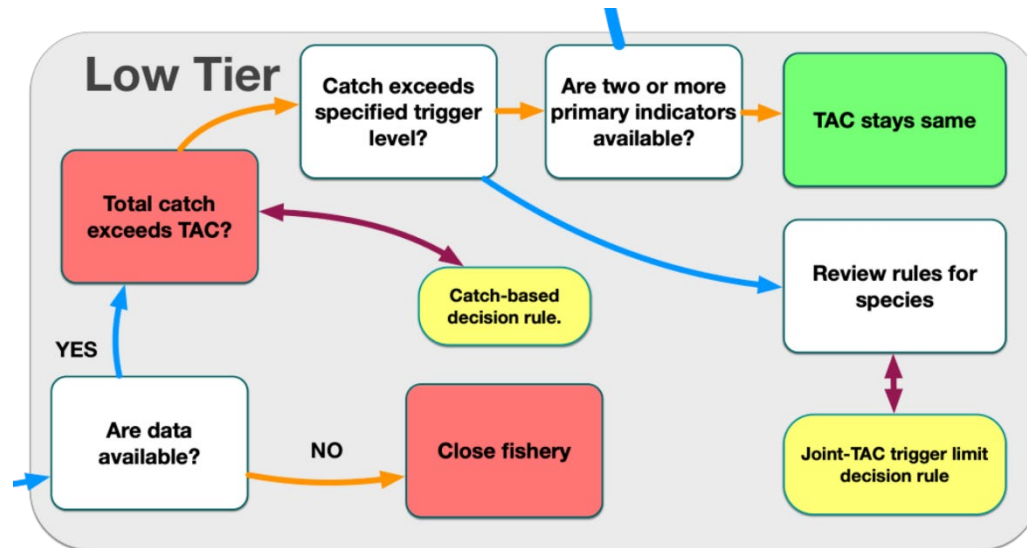 Low Tier
Catch exceeds
specified trigger
level?
Are two or more
primary indicators
available?
TAC stays same
Total catch
exceeds TAC?
Catch-based
decision rule.
Review rules for
species
YES
Are data
available?
NO
Close fishery
Joint-TAC trigger limit
decision rule